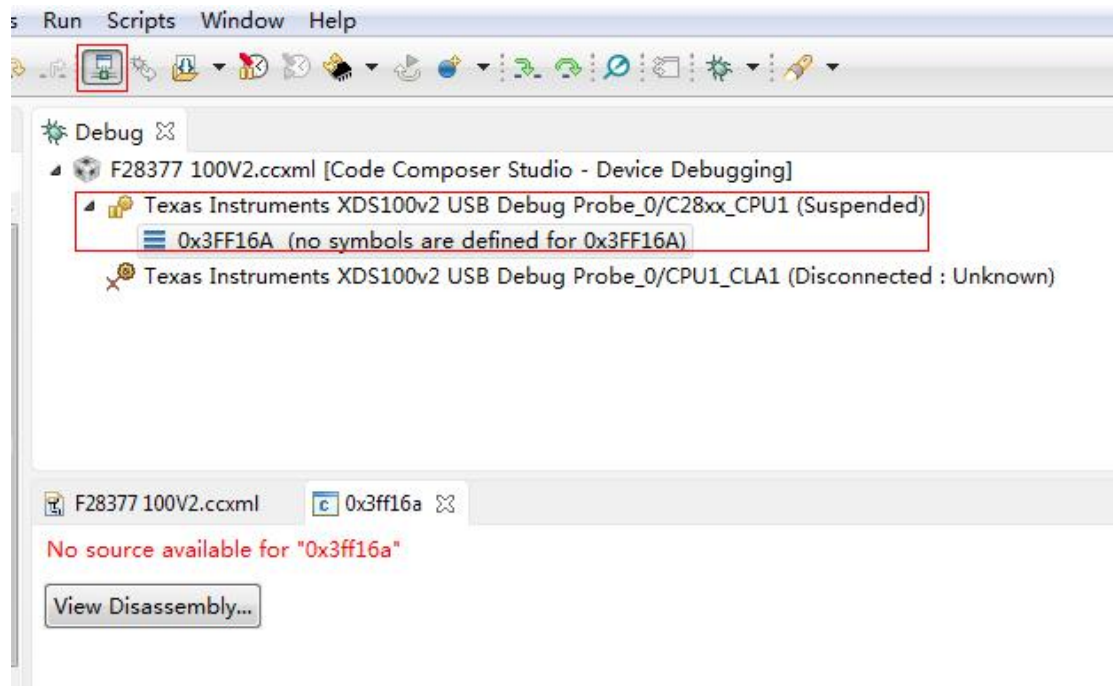 s Run Scripts Window Help
Debug
F28377 100V2.ccxml [Code Composer Studio - Device Debugging]
Texas Instruments XDS100v2 USB Debug Probe_0/C28xx_CPU1 (Suspended)
0x3FF16A (no symbols are defined for 0x3FF16A)
Texas Instruments XDS100v2 USB Debug Probe_0/CPU1_CLA1 (Disconnected : Unknown)
F28377 100V2.ccxml 0x3ff16a
No source available for "0x3ff16a"
View Disassembly...